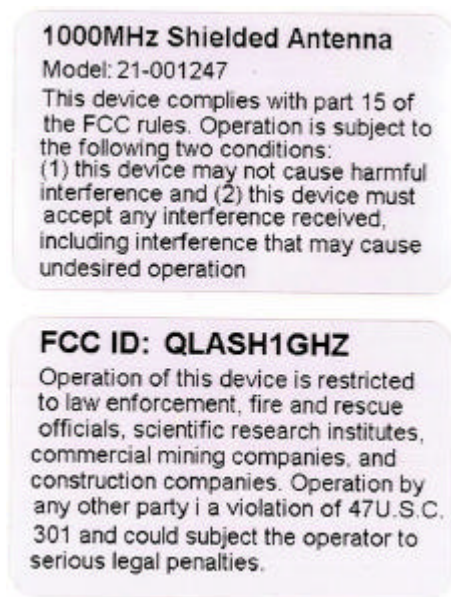 1000MHz Shielded Antenna
Model: 21-001247
This device complies with part 15 of
the FCC rules. Operation is subject to
the following two conditions:
(1) this device may not cause harmful
interference and (2) this device must
accept any interference received,
including interference that may cause
undesired operation
FCC ID: QLASH1GHZ
Operation of this device is restricted
to law enforcement, fire and rescue
officials, scientific research institutes,
commercial mining companies, and
construction companies. Operation by
any other party i a violation of 47U.S.C.
301 and could subject the operator to
serious legal penalties.